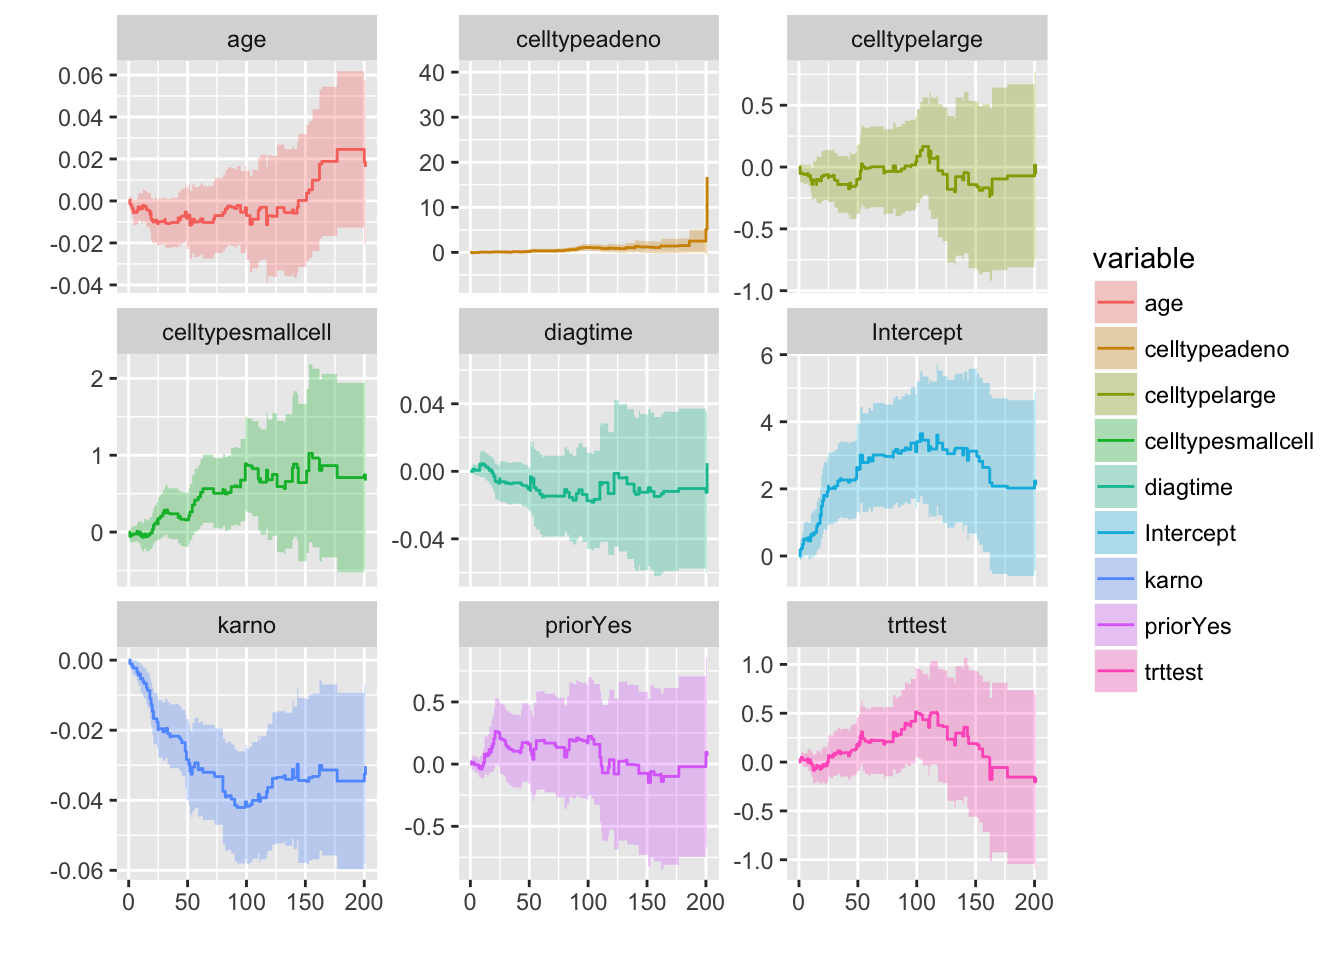 age
celltypeadeno
celltypelarge
0.06
0.04
0.02
0.00
-0.02
-0.04
40
30
20
10
0
0.5
0.0
-0.5
-1.0
celltypesmallcell
diagtime
Intercept
2
1
0
0.04
0.00
-0.04
6
4
2
0
karno
priorYes
trttest
0.00
-0.02
-0.04
-0.06
0.5
0.0
-0.5
1.0
0.5
0.0
-0.5
-1.0
0 50 100 150 200
0 50 100 150 200
0 50 100 150 200
variable
age
celltypeadeno
celltypelarge
celltypesmallcell
diagtime
Intercept
karno
priorYes
trttest